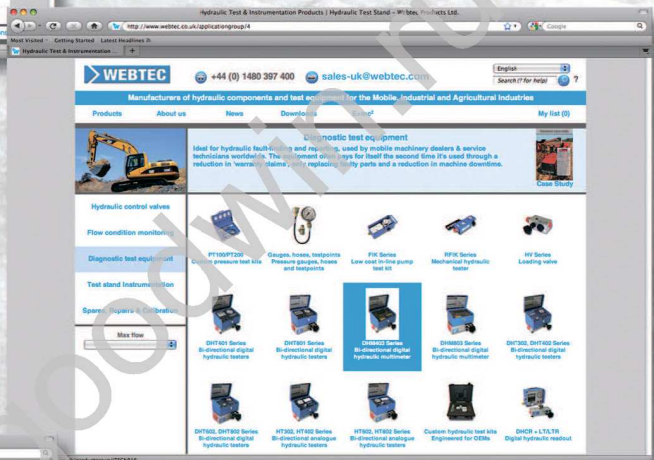 Hydraulic Test & Instrumentation Products | Hydraulic Test Stand - Webtec Products Ltd.
http://www.webtec.co.uk/applicationgroup/4
Google
Most Visited Getting Started Latest Headlines
Hydraulic Test & Instrumentation ...
WEBTEC
+44 (0) 1480 397 400
sales-uk@webtec.com
English
Search (? for help)
?
Manufacturers of hydraulic components and test equipment for the Mobile, Industrial and Agricultural Industries
Products
About us
News
Downloads
My list (0)
Diagnostic test equipment
Ideal for hydraulic fault-finding and reporting, used by mobile machinery dealers & service
technicians worldwide. The equipment often pays for itself the second time it's used through a
reduction in 'warranty claims', only replacing faulty parts and a reduction in machine downtime.
Case Study
Hydraulic control valves
Flow condition monitoring
Diagnostic test equipment
Test stand instrumentation
Spares, Repairs & Calibration
Max flow
PT100/PT200
pressure test kits
Gauges, hoses, testpoints
Pressure gauges, hoses
and testpoints
FIK Series
Low cost in-line pump
test kit
RFIK Series
Mechanical hydraulic
tester
HV Series
Loading valve
DHT401 Series
Bi-directional digital
hydraulic testers
DHT801 Series
Bi-directional digital
hydraulic testers
DHM403 Series
Bi-directional digital
hydraulic multimeter
DHM803 Series
Bi-directional digital
hydraulic multimeter
DHT302, DHT402 Series
Bi-directional digital
hydraulic testers
DHT602, DHT802 Series
Bi-directional digital
hydraulic testers
HT302, HT402 Series
Bi-directional analogue
hydraulic testers
HT602, HT802 Series
Bi-directional analogue
hydraulic testers
Custom hydraulic test kits
Engineered for OEMs
DHCR + LT/LTR
Digital hydraulic readout